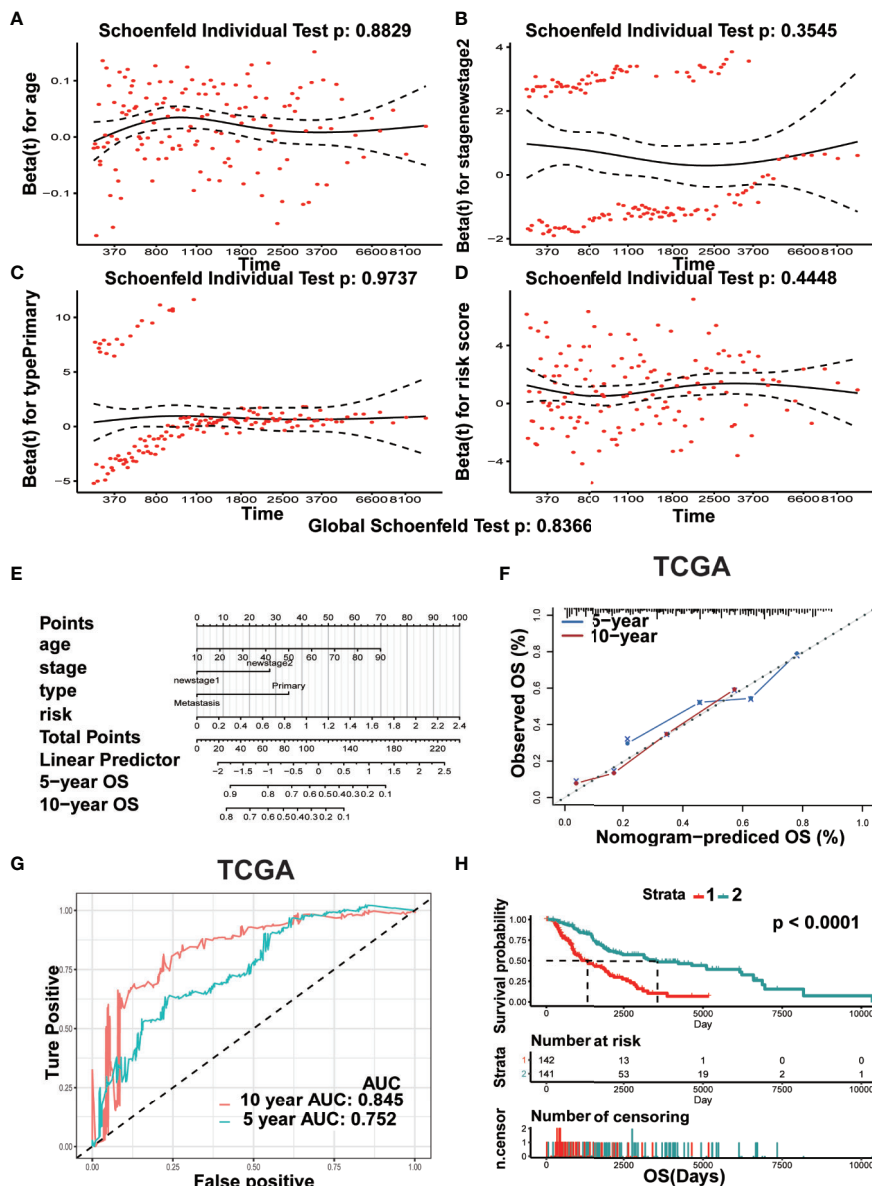 A
Schoenfeld Individual Test p: 0.8829
Beta(t) for age
0.1
0.0
−0.1
370 800 1100 1800 2500 3700 6600 8100
Time
B
Schoenfeld Individual Test p: 0.3545
Beta(t) for stagenewstage2
4
2
0
−2
370 800 1100 1800 2500 3700 6600 8100
Time
C
Schoenfeld Individual Test p: 0.9737
Beta(t) for typePrimary
10
5
0
−5
370 800 1100 1800 2500 3700 6600 8100
Time
D
Schoenfeld Individual Test p: 0.4448
Beta(t) for risk score
4
0
−4
370 800 1100 1800 2500 3700 6600 8100
Time
Global Schoenfeld Test p: 0.8366
E
Points
0 10 20 30 40 50 60 70 80 90 100
age
10 20 30 40 50 60 70 80 90
stage
newstage2
newstage1
type
Primary
Metastasis
risk
0 0.2 0.4 0.6 0.8 1 1.2 1.4 1.6 1.8 2 2.2 2.4
Total Points
0 20 40 60 80 100 140 180 220
Linear Predictor
−2 −1.5 −1 −0.5 0 0.5 1 1.5 2 2.5
5−year OS
0.9 0.8 0.7 0.6 0.5 0.4 0.3 0.2 0.1
10−year OS
0.8 0.7 0.6 0.5 0.4 0.3 0.2 0.1
F
TCGA
5-year
10-year
Observed OS (%)
1.0
0.8
0.6
0.4
0.2
0.0
0.0 0.2 0.4 0.6 0.8 1.0
Nomogram-prediced OS (%)
G
TCGA
Ture Positive
1.00
0.75
0.50
0.25
0.00
AUC
10 year AUC: 0.845
5 year AUC: 0.752
0.00 0.25 0.50 0.75 1.00
False positive
H
Strata 1 2
p < 0.0001
Survival probability
1.00
0.75
0.50
0.25
0.00
0 2500 5000 7500 10000
Day
Number at risk
Strata
1 142 13 1 0 0
2 141 53 19 2 1
0 2500 5000 7500 10000
Day
Number of censoring
n.censor
2
1
0
0 2500 5000 7500 10000
OS(Days)